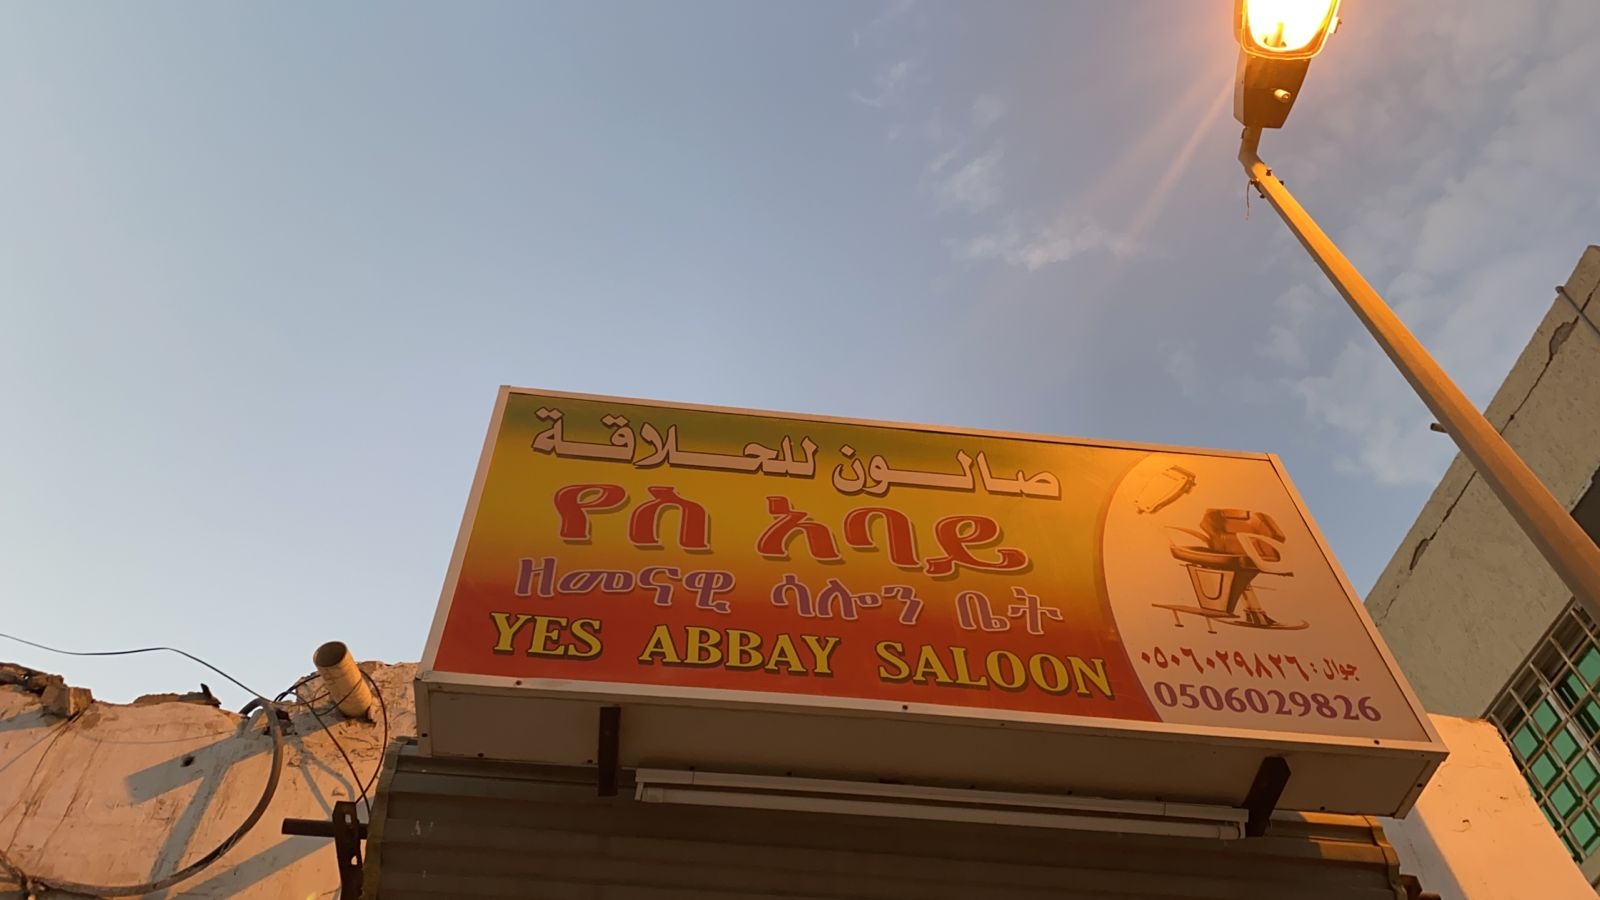 صالون للحلاقة
የስ አባይ
ዘመናዊ ሳሎን ቤት
YES ABBAY SALOON
جوال : ٠٥٠٦٠٢٩٨٢٦
0506029826